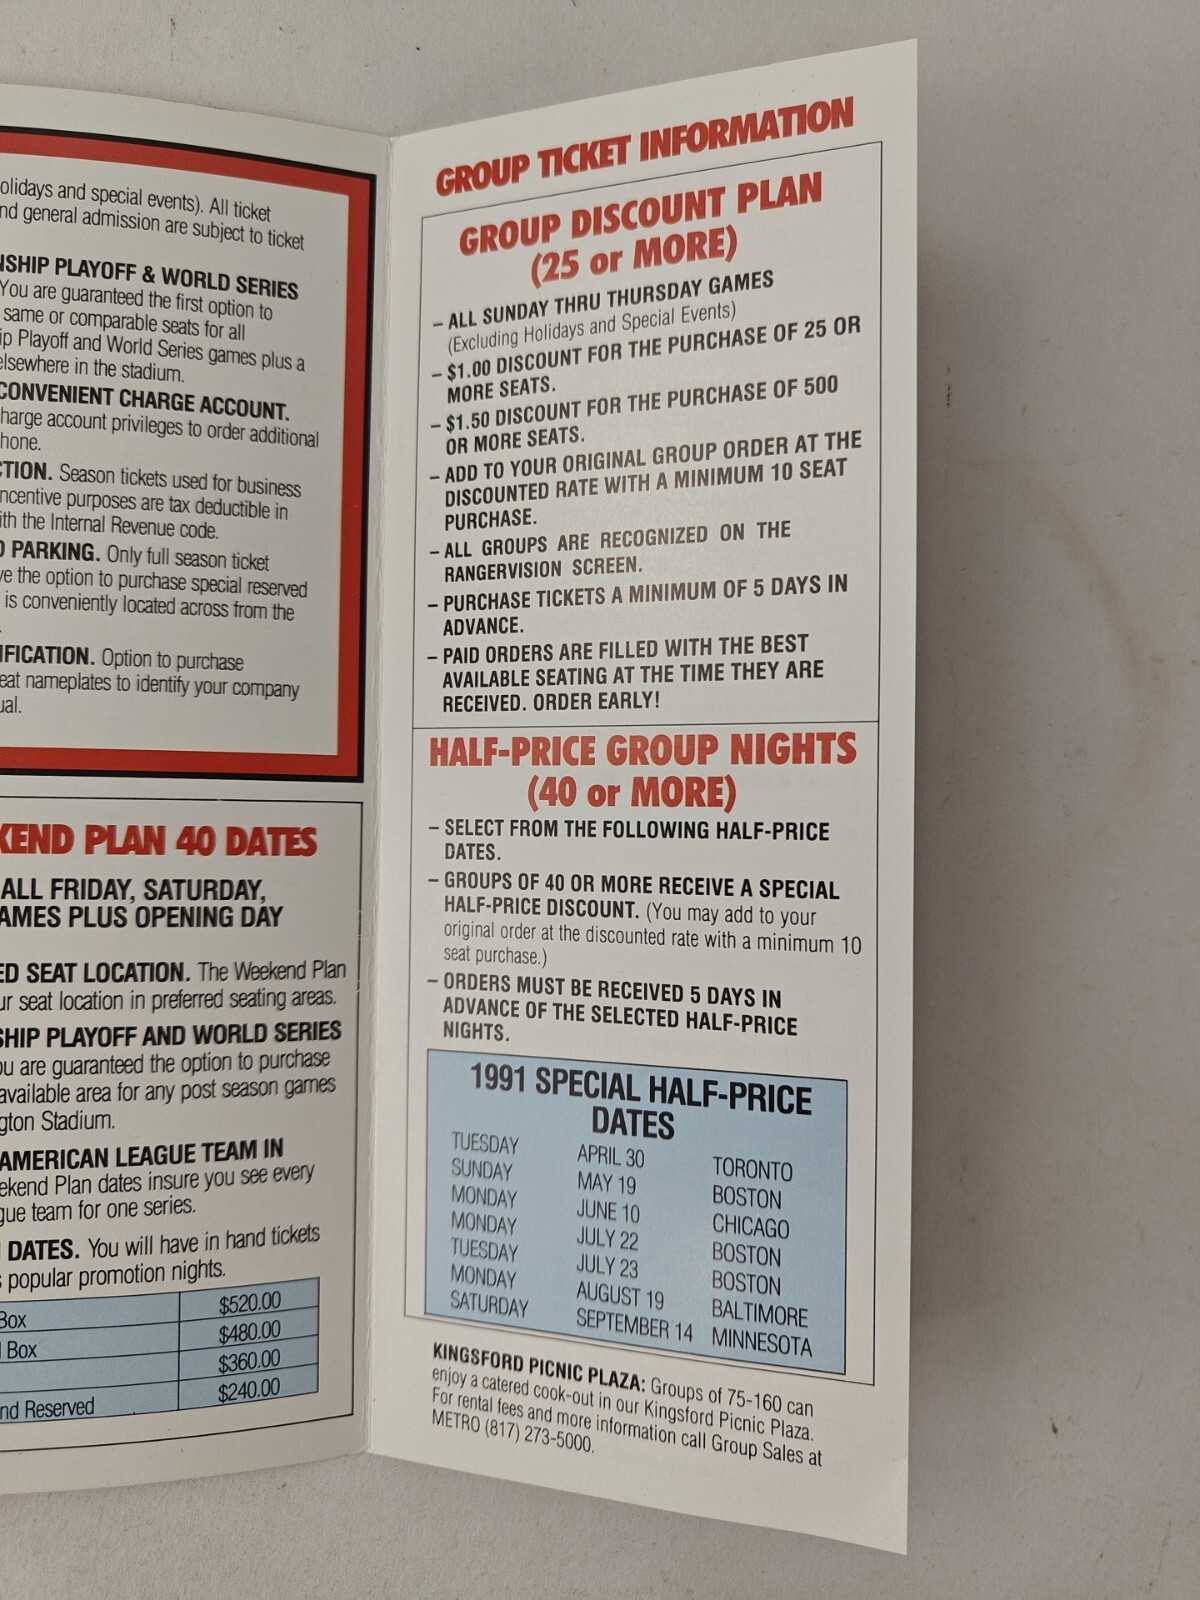 olidays and special events). All ticket
nd general admission are subject to ticket
SHIP PLAYOFF & WORLD SERIES
You are guaranteed the first option to
same or comparable seats for all
ip Playoff and World Series games plus a
elsewhere in the stadium.
CONVENIENT CHARGE ACCOUNT.
harge account privileges to order additional
hone.
CTION. Season tickets used for business
ncentive purposes are tax deductible in
ith the Internal Revenue code.
D PARKING. Only full season ticket
ve the option to purchase special reserved
is conveniently located across from the
IFICATION. Option to purchase
eat nameplates to identify your company
ual.
KEND PLAN 40 DATES
ALL FRIDAY, SATURDAY,
AMES PLUS OPENING DAY
ED SEAT LOCATION. The Weekend Plan
ur seat location in preferred seating areas.
SHIP PLAYOFF AND WORLD SERIES
ou are guaranteed the option to purchase
available area for any post season games
gton Stadium.
AMERICAN LEAGUE TEAM IN
ekend Plan dates insure you see every
gue team for one series.
DATES. You will have in hand tickets
s popular promotion nights.
Box $520.00
l Box $480.00
$360.00
nd Reserved $240.00
GROUP TICKET INFORMATION
GROUP DISCOUNT PLAN
(25 or MORE)
– ALL SUNDAY THRU THURSDAY GAMES
(Excluding Holidays and Special Events)
– $1.00 DISCOUNT FOR THE PURCHASE OF 25 OR
MORE SEATS.
– $1.50 DISCOUNT FOR THE PURCHASE OF 500
OR MORE SEATS.
– ADD TO YOUR ORIGINAL GROUP ORDER AT THE
DISCOUNTED RATE WITH A MINIMUM 10 SEAT
PURCHASE.
– ALL GROUPS ARE RECOGNIZED ON THE
RANGERVISION SCREEN.
– PURCHASE TICKETS A MINIMUM OF 5 DAYS IN
ADVANCE.
– PAID ORDERS ARE FILLED WITH THE BEST
AVAILABLE SEATING AT THE TIME THEY ARE
RECEIVED. ORDER EARLY!
HALF-PRICE GROUP NIGHTS
(40 or MORE)
– SELECT FROM THE FOLLOWING HALF-PRICE
DATES.
– GROUPS OF 40 OR MORE RECEIVE A SPECIAL
HALF-PRICE DISCOUNT. (You may add to your
original order at the discounted rate with a minimum 10
seat purchase.)
– ORDERS MUST BE RECEIVED 5 DAYS IN
ADVANCE OF THE SELECTED HALF-PRICE
NIGHTS.
1991 SPECIAL HALF-PRICE
DATES
TUESDAY APRIL 30 TORONTO
SUNDAY MAY 19 BOSTON
MONDAY JUNE 10 CHICAGO
MONDAY JULY 22 BOSTON
TUESDAY JULY 23 BOSTON
MONDAY AUGUST 19 BALTIMORE
SATURDAY SEPTEMBER 14 MINNESOTA
KINGSFORD PICNIC PLAZA: Groups of 75-160 can
enjoy a catered cook-out in our Kingsford Picnic Plaza.
For rental fees and more information call Group Sales at
METRO (817) 273-5000.